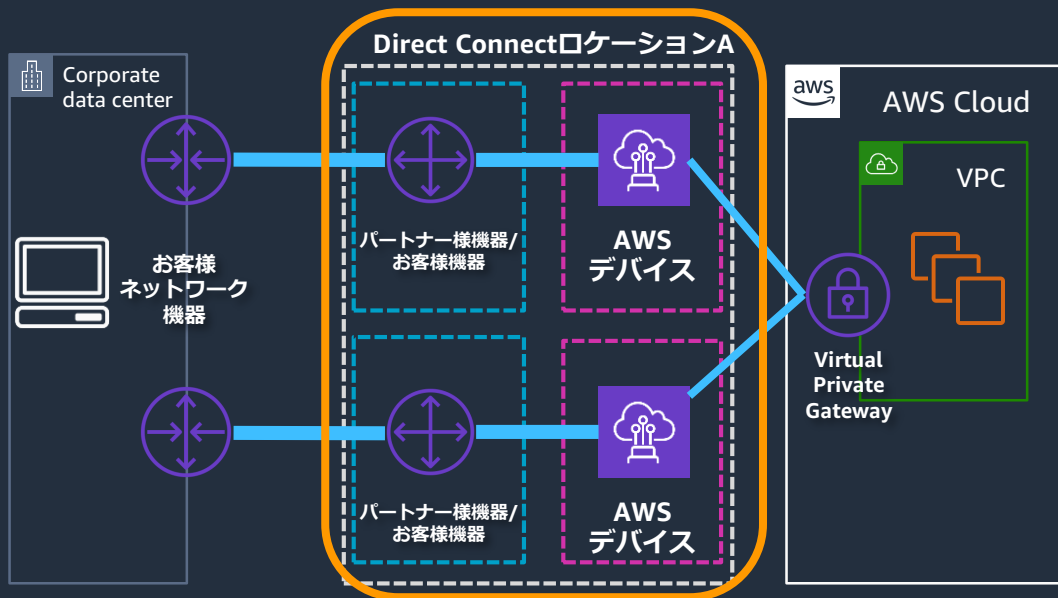 Direct ConnectロケーションA
Corporate
data center
お客様
ネットワーク
機器
パートナー様機器/
お客様機器
AWS
デバイス
パートナー様機器/
お客様機器
AWS
デバイス
aws
AWS Cloud
VPC
Virtual
Private
Gateway